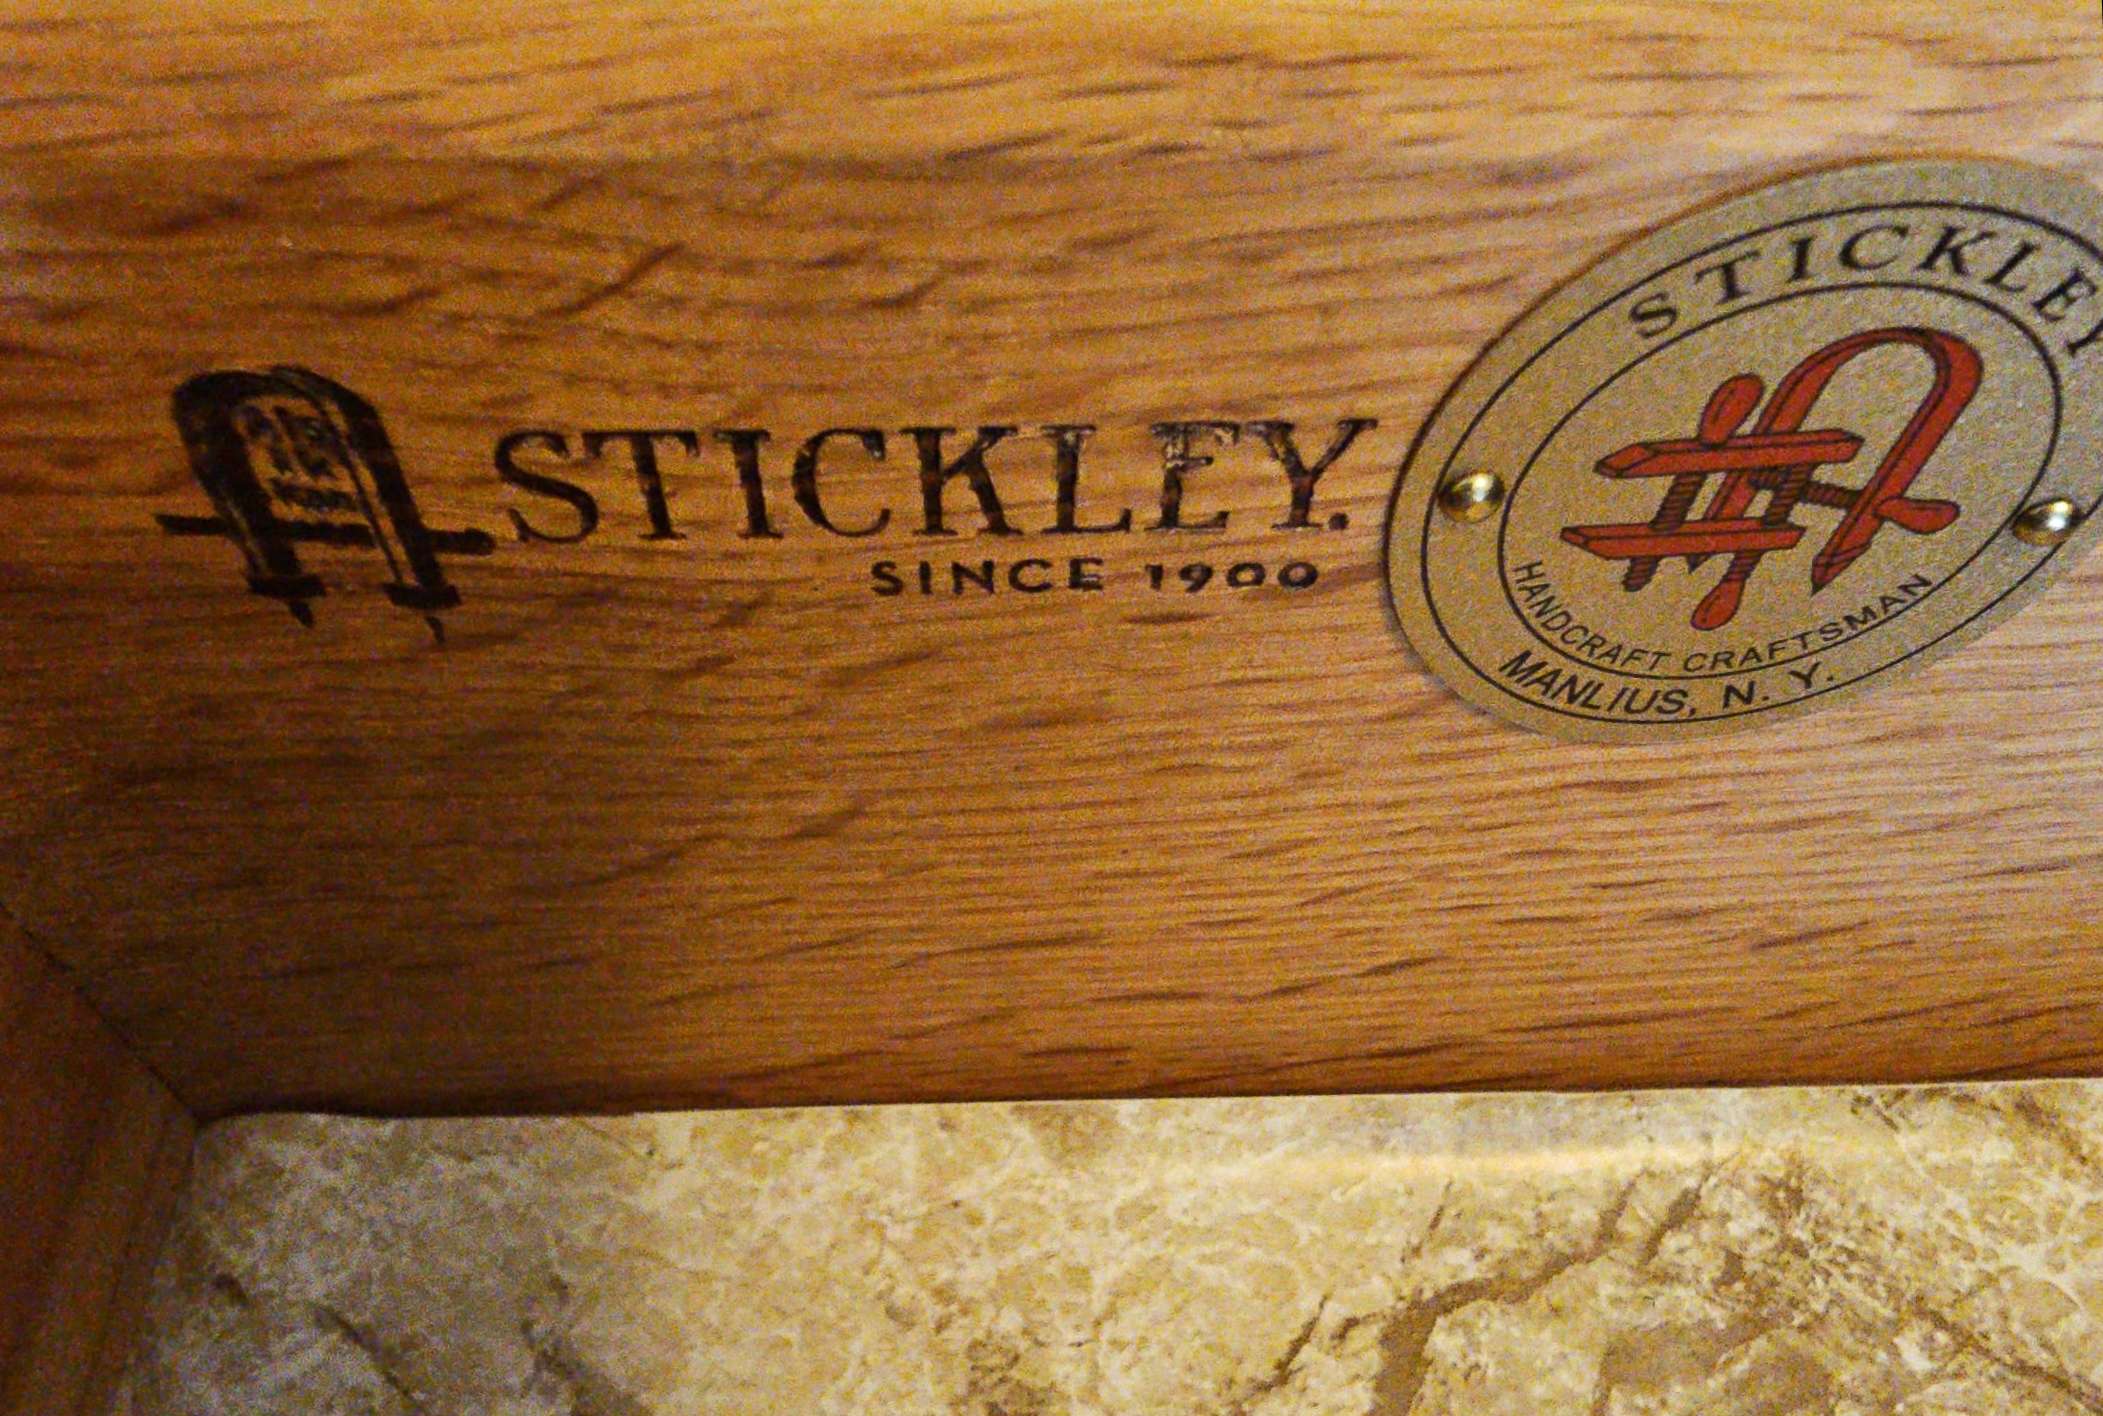 STICKLEY.
SINCE 1900
STICKLEY
HANDCRAFT CRAFTSMAN
MANLIUS, N. Y.